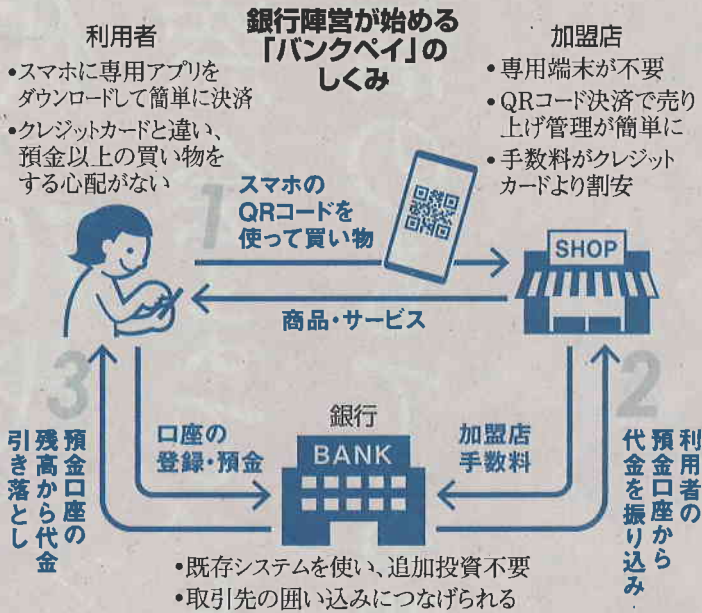 銀行陣営が始める
「バンクペイ」の
しくみ
利用者
•スマホに専用アプリを
ダウンロードして簡単に決済
•クレジットカードと違い、
預金以上の買い物を
する心配がない
加盟店
•専用端末が不要
•QRコード決済で売り
上げ管理が簡単に
•手数料がクレジット
カードより割安
1
スマホの
QRコードを
使って買い物
SHOP
商品・サービス
3
預金口座の
残高から代金
引き落とし
口座の
登録・預金
銀行
BANK
加盟店
手数料
2
利用者の
預金口座から
代金を振り込み
•既存システムを使い、追加投資不要
•取引先の囲い込みにつなげられる